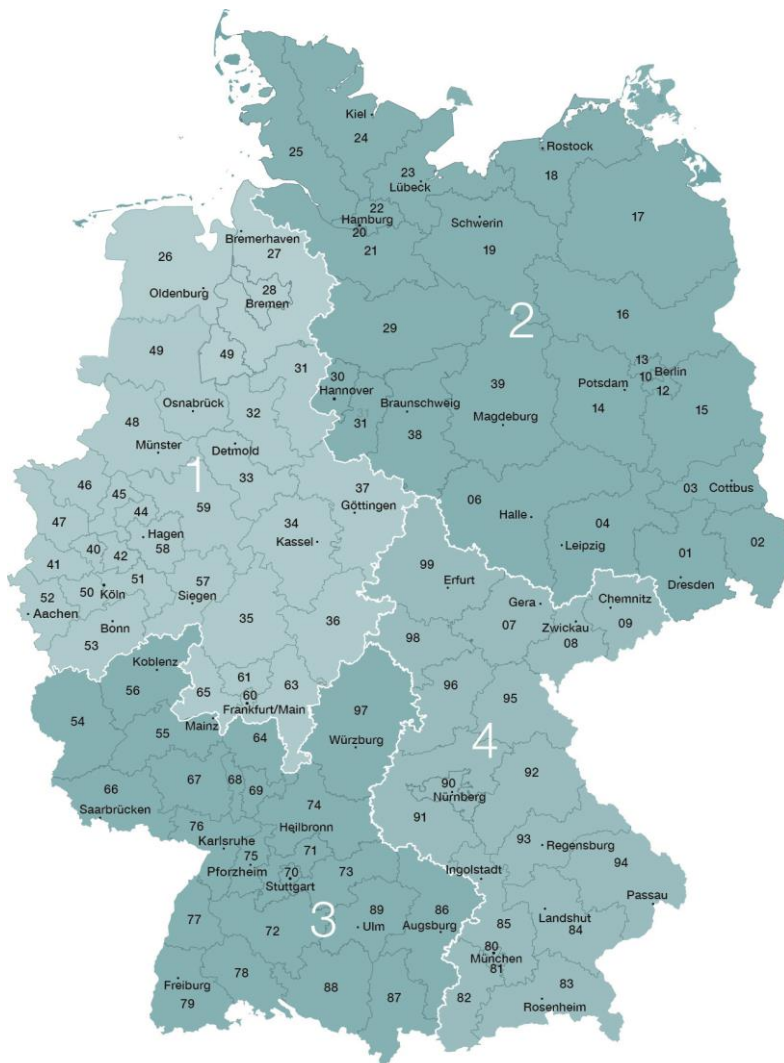 Kiel
24
25
Rostock
23
Lübeck
18
22
Hamburg
20
Schwerin
17
Bremerhaven
27
21
19
26
28
Bremen
Oldenburg
16
29
2
49
49
31
30
Hannover
39
13
Berlin
10
Potsdam
12
Osnabrück
32
Braunschweig
Magdeburg
14
15
48
31
38
Münster
Detmold
1
46
33
37
03
Cottbus
45
59
06
Göttingen
44
34
Halle
04
47
Hagen
58
Kassel
Leipzig
02
40
42
41
99
01
Erfurt
Dresden
51
57
52
50
Köln
Siegen
Aachen
Chemnitz
Gera
07
Zwickau
09
08
Bonn
35
36
53
98
Koblenz
61
63
56
65
60
96
95
Frankfurt/Main
97
54
Mainz
55
64
Würzburg
4
67
68
69
90
92
66
Nürnberg
Saarbrücken
74
91
76
Heilbronn
Karlsruhe
71
93
Regensburg
75
70
73
94
Pforzheim
Stuttgart
Ingolstadt
Passau
77
3
89
86
85
Landshut
72
Ulm
Augsburg
84
80
München
81
Freiburg
78
88
87
82
83
79
Rosenheim